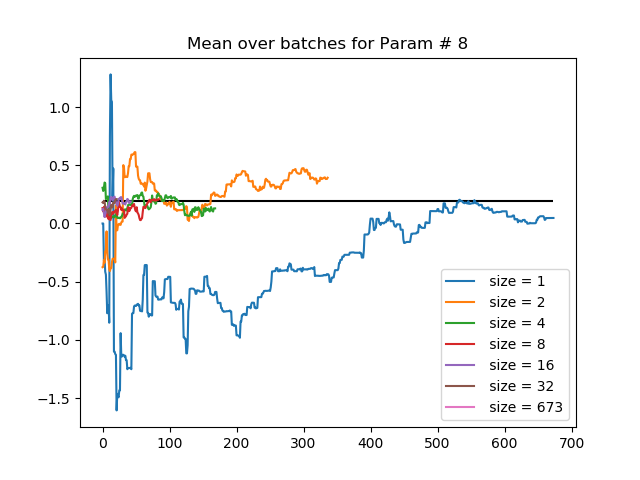 Mean over batches for Param # 8
1.0
0.5
0.0
−0.5
−1.0
−1.5
0 100 200 300 400 500 600 700
size = 1
size = 2
size = 4
size = 8
size = 16
size = 32
size = 673